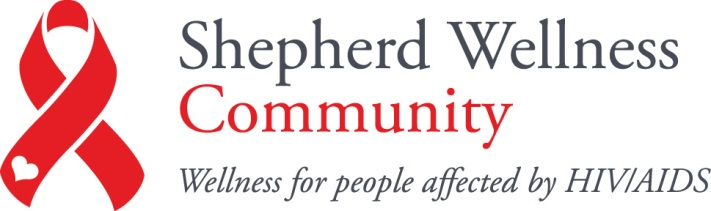 Shepherd Wellness
Community
Wellness for people affected by HIV/AIDS